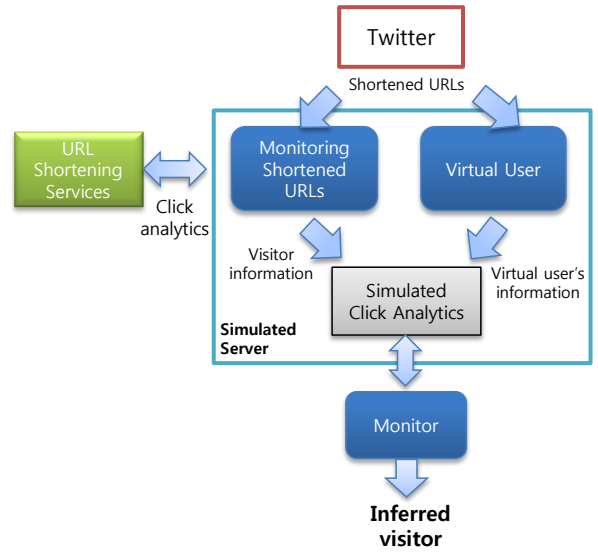 Twitter
Shortened URLs
URL
Shortening
Services
Click
analytics
Monitoring
Shortened
URLs
Virtual User
Visitor
information
Virtual user's
information
Simulated
Click Analytics
Simulated
Server
Monitor
Inferred
visitor